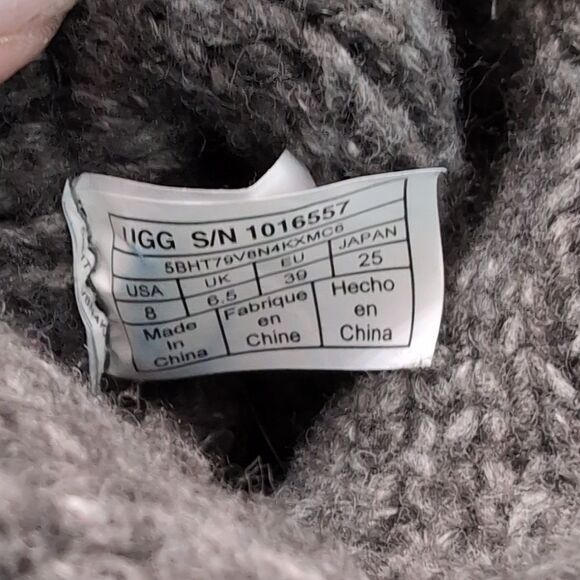 UGG S/N 1016557
5BHT79V6N4KXMC6
USA UK EU JAPAN
8 6.5 39 25
Made Fabrique Hecho
In en en
China Chine China